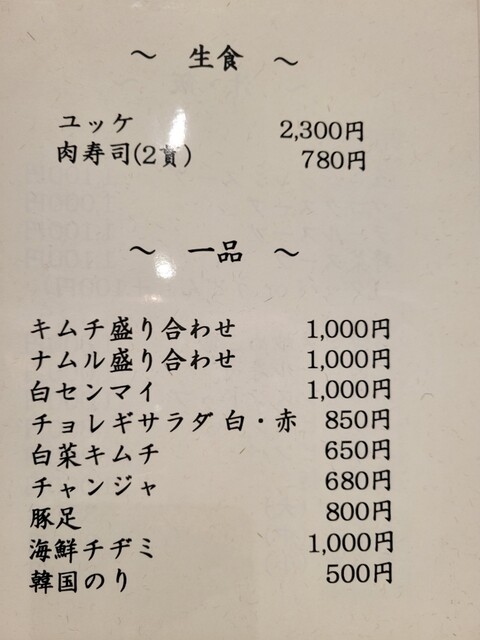 ～ 生食 ～
ユッケ 2,300円
肉寿司(2貫) 780円
～ 一品 ～
キムチ盛り合わせ 1,000円
ナムル盛り合わせ 1,000円
白センマイ 1,000円
チョレギサラダ 白・赤 850円
白菜キムチ 650円
チャンジャ 680円
豚足 800円
海鮮チヂミ 1,000円
韓国のり 500円